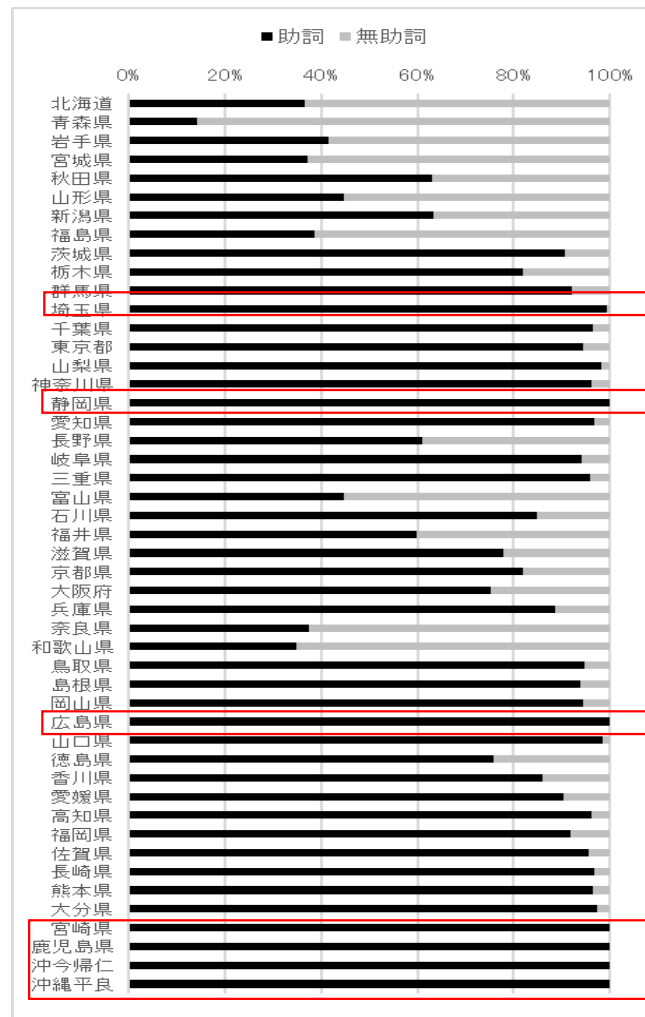 ■助詞 ■無助詞
0% 20% 40% 60% 80% 100%
北海道
青森県
岩手県
宮城県
秋田県
山形県
新潟県
福島県
茨城県
栃木県
群馬県
埼玉県
千葉県
東京都
山梨県
神奈川県
静岡県
愛知県
長野県
岐阜県
三重県
富山県
石川県
福井県
滋賀県
京都県
大阪府
兵庫県
奈良県
和歌山県
鳥取県
島根県
岡山県
広島県
山口県
徳島県
香川県
愛媛県
高知県
福岡県
佐賀県
長崎県
熊本県
大分県
宮崎県
鹿児島県
沖今帰仁
沖縄平良